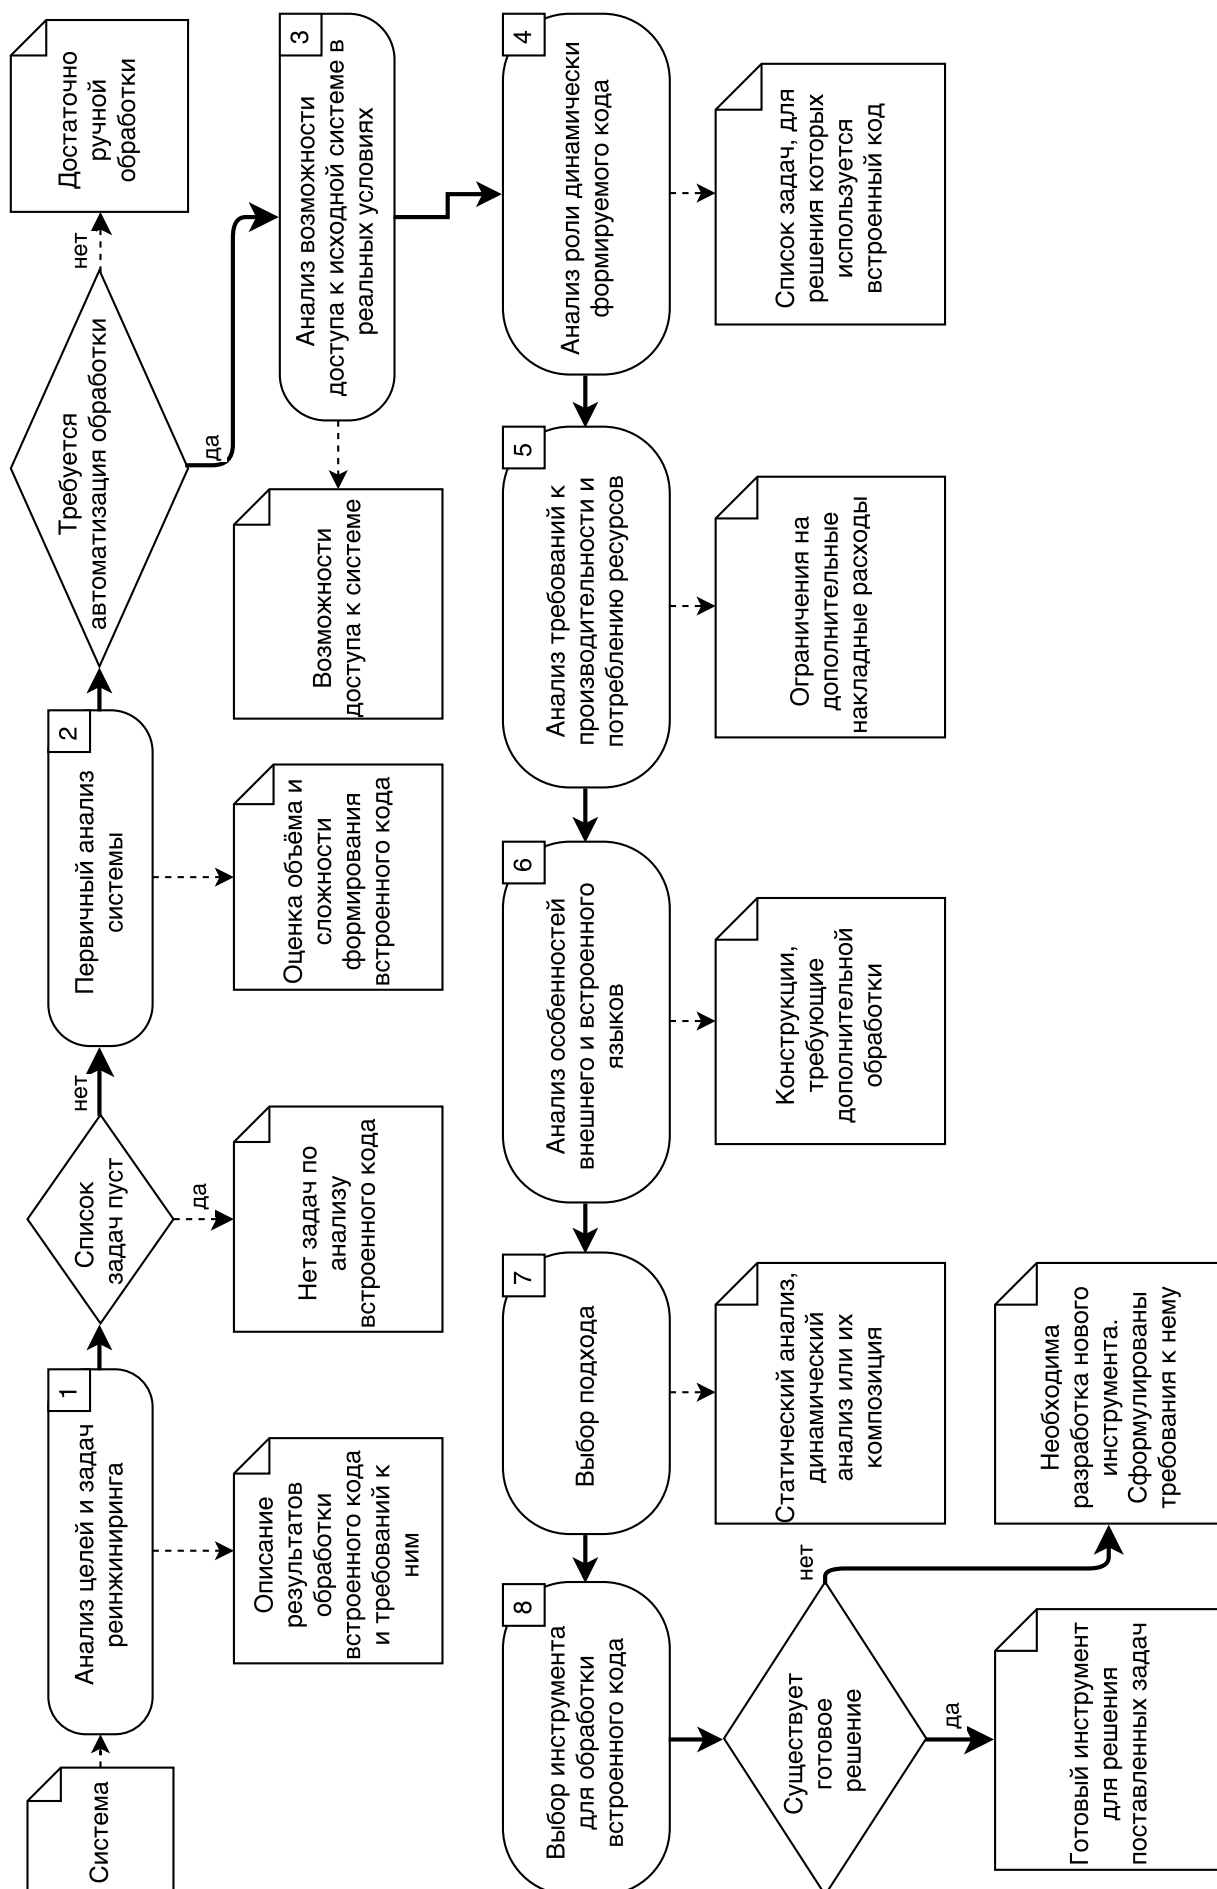 Система
1
Анализ целей и задач
реинжиниринга
Описание
результатов
обработки
встроенного кода
и требований к
ним
Список
задач пуст
да
Нет задач по
анализу
встроенного кода
нет
2
Первичный анализ
системы
Оценка объёма и
сложности
формирования
встроенного кода
Требуется
автоматизация обработки
нет
Достаточно
ручной
обработки
да
3
Анализ возможности
доступа к исходной системе в
реальных условиях
Возможности
доступа к системе
4
Анализ роли динамически
формируемого кода
Список задач, для
решения которых
используется
встроенный код
5
Анализ требований к
производительности и
потреблению ресурсов
Ограничения на
дополнительные
накладные расходы
6
Анализ особенностей
внешнего и встроенного
языков
Конструкции,
требующие
дополнительной
обработки
7
Выбор подхода
Статический анализ,
динамический
анализ или их
композиция
8
Выбор инструмента
для обработки
встроенного кода
Существует
готовое
решение
да
Готовый инструмент
для решения
поставленных задач
нет
Необходима
разработка нового
инструмента.
Сформулированы
требования к нему